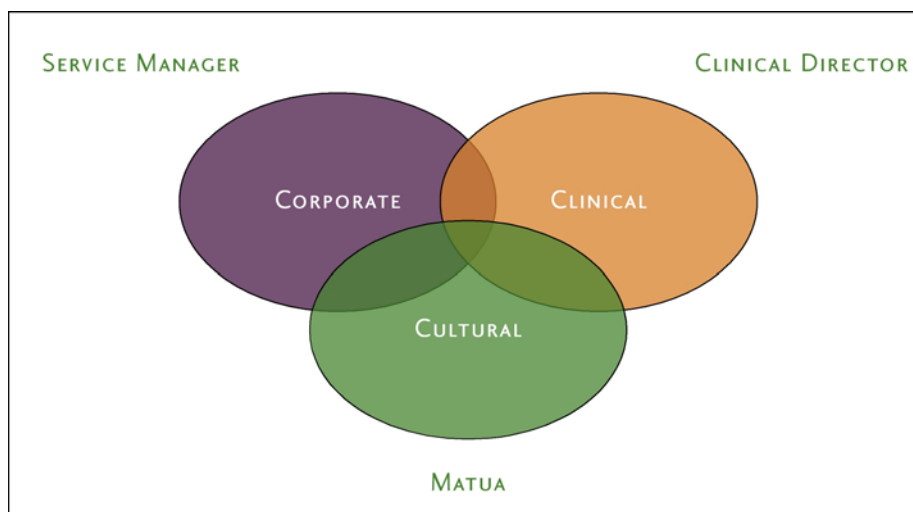 Service Manager
Clinical Director
Corporate
Clinical
Cultural
Matua